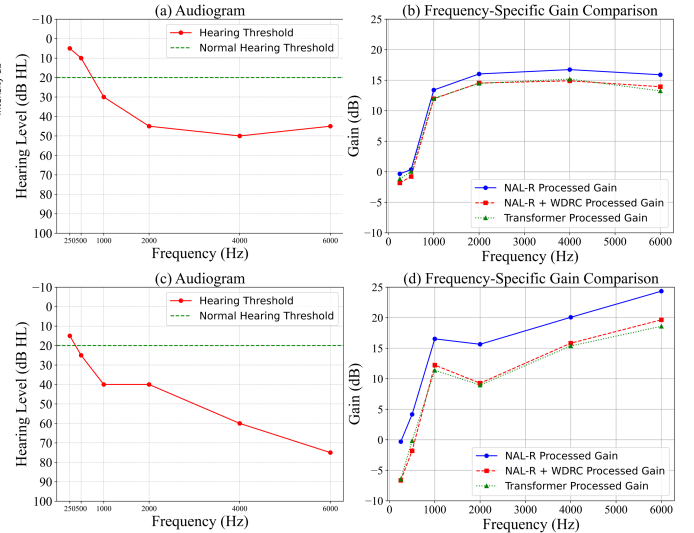 (a) Audiogram
−10
0
10
20
30
40
50
60
70
80
90
100
Hearing Level (dB HL)
Hearing Threshold
Normal Hearing Threshold
250 500 1000 2000 4000 6000
Frequency (Hz)
(b) Frequency-Specific Gain Comparison
25
20
15
10
5
0
−5
−10
Gain (dB)
NAL-R Processed Gain
NAL-R + WDRC Processed Gain
Transformer Processed Gain
0 1000 2000 3000 4000 5000 6000
Frequency (Hz)
(c) Audiogram
−10
0
10
20
30
40
50
60
70
80
90
100
Hearing Level (dB HL)
Hearing Threshold
Normal Hearing Threshold
250 500 1000 2000 4000 6000
Frequency (Hz)
(d) Frequency-Specific Gain Comparison
25
20
15
10
5
0
−5
−10
Gain (dB)
NAL-R Processed Gain
NAL-R + WDRC Processed Gain
Transformer Processed Gain
0 1000 2000 3000 4000 5000 6000
Frequency (Hz)